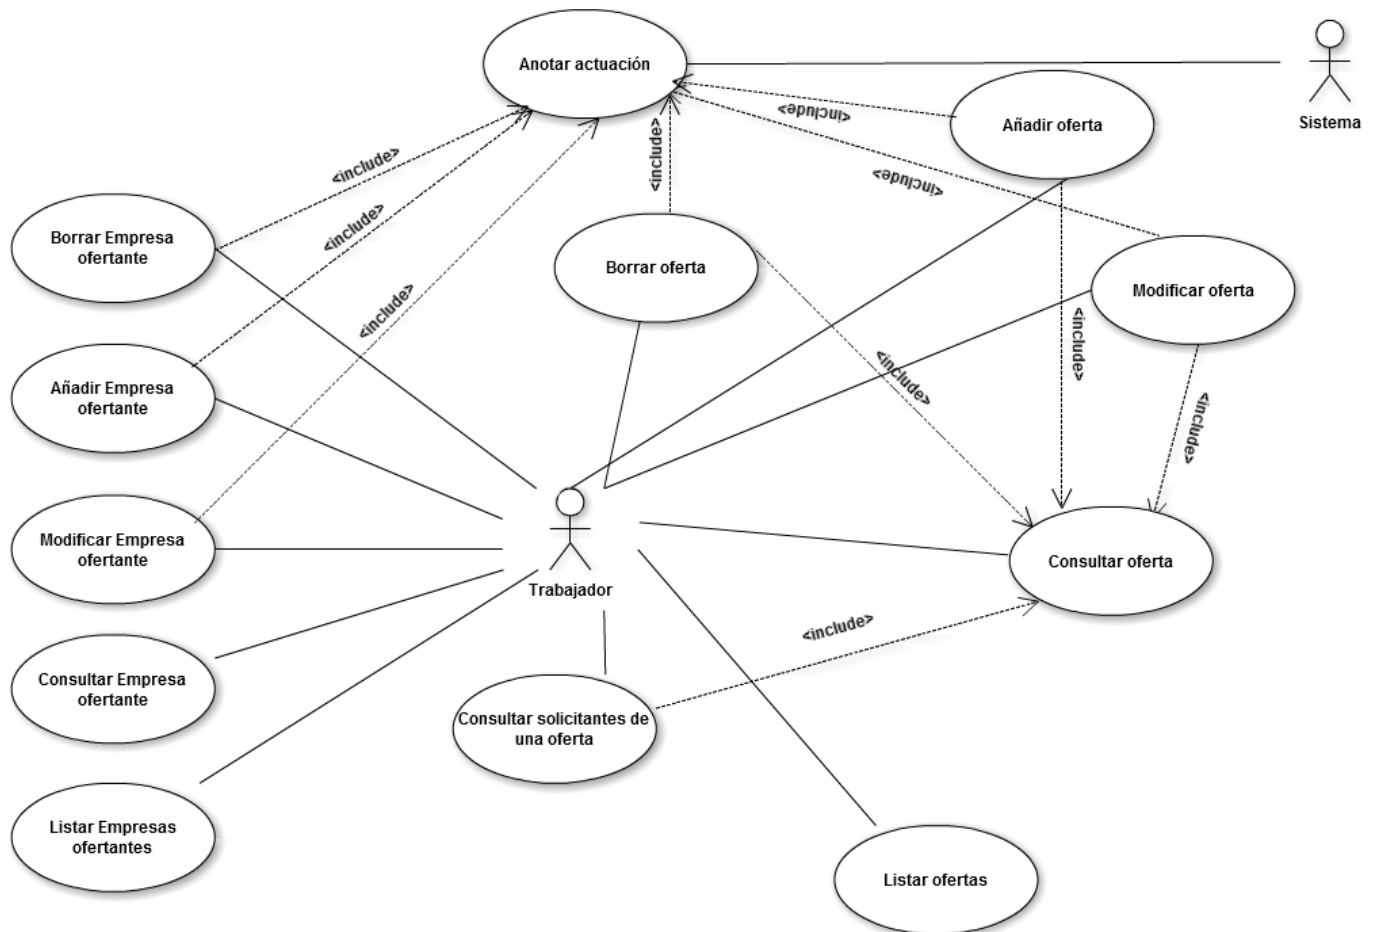 Anotar actuación
Sistema
Añadir oferta
<include>
<include>
<include>
<include>
<include>
<include>
Borrar Empresa
ofertante
Borrar oferta
Modificar oferta
<include>
<include>
<include>
<include>
Añadir Empresa
ofertante
Modificar Empresa
ofertante
Consultar oferta
Trabajador
<include>
Consultar Empresa
ofertante
Consultar solicitantes de
una oferta
Listar Empresas
ofertantes
Listar ofertas